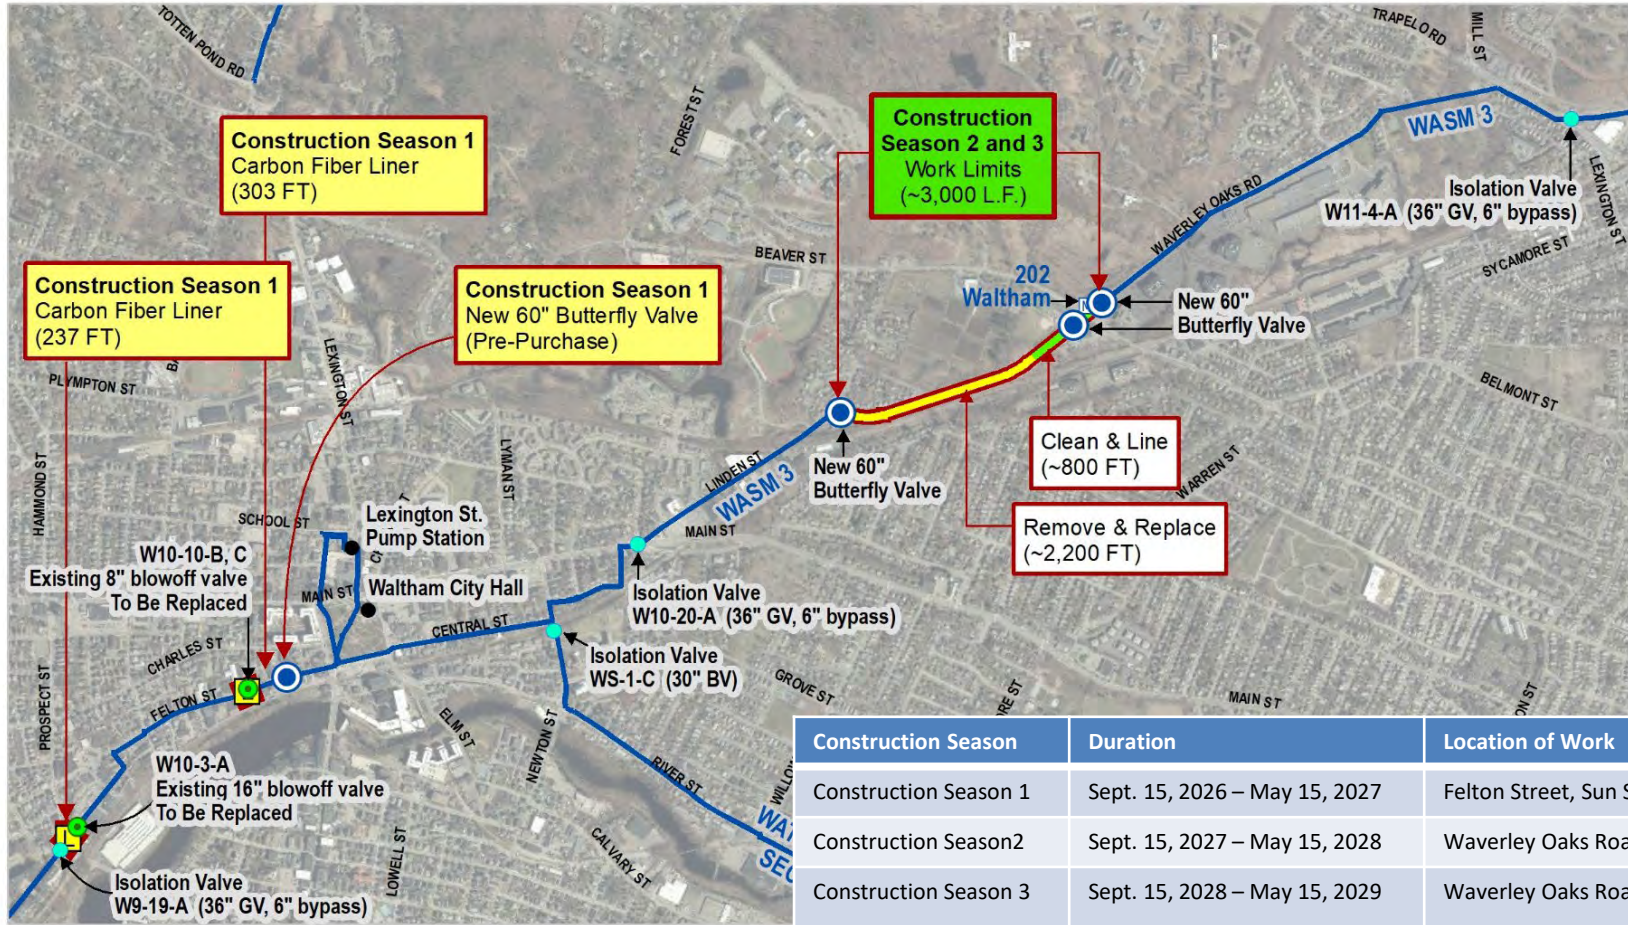 TOTTEN POND RD
TRAPELO RD
MILL ST
FOREST ST
Construction Season 1
Carbon Fiber Liner
(303 FT)
Construction
Season 2 and 3
Work Limits
(~3,000 L.F.)
WASM 3
LEXINGTON ST
Isolation Valve
W11-4-A (36" GV, 6" bypass)
WAVERLEY OAKS RD
SYCAMORE ST
BEAVER ST
Construction Season 1
Carbon Fiber Liner
(237 FT)
Construction Season 1
New 60" Butterfly Valve
(Pre-Purchase)
202
Waltham
New 60"
Butterfly Valve
PLYMPTON ST
LEXINGTON ST
BELMONT ST
HAMMOND ST
LYMAN ST
LINDEN ST
WASM 3
New 60"
Butterfly Valve
Clean & Line
(~800 FT)
WARREN ST
Remove & Replace
(~2,200 FT)
SCHOOL ST
Lexington St.
Pump Station
MAIN ST
W10-10-B, C
Existing 8" blowoff valve
To Be Replaced
MAIN ST
Waltham City Hall
Isolation Valve
W10-20-A (36" GV, 6" bypass)
CENTRAL ST
CHARLES ST
Isolation Valve
WS-1-C (30" BV)
GROVE ST
MAIN ST
PROSPECT ST
FELTON ST
ELM ST
NEWTON ST
RIVER ST
W10-3-A
Existing 16" blowoff valve
To Be Replaced
LOWELL ST
CALVARY ST
Isolation Valve
W9-19-A (36" GV, 6" bypass)
Construction Season Duration Location of Work
Construction Season 1 Sept. 15, 2026 – May 15, 2027 Felton Street, Sun S
Construction Season2 Sept. 15, 2027 – May 15, 2028 Waverley Oaks Roa
Construction Season 3 Sept. 15, 2028 – May 15, 2029 Waverley Oaks Roa